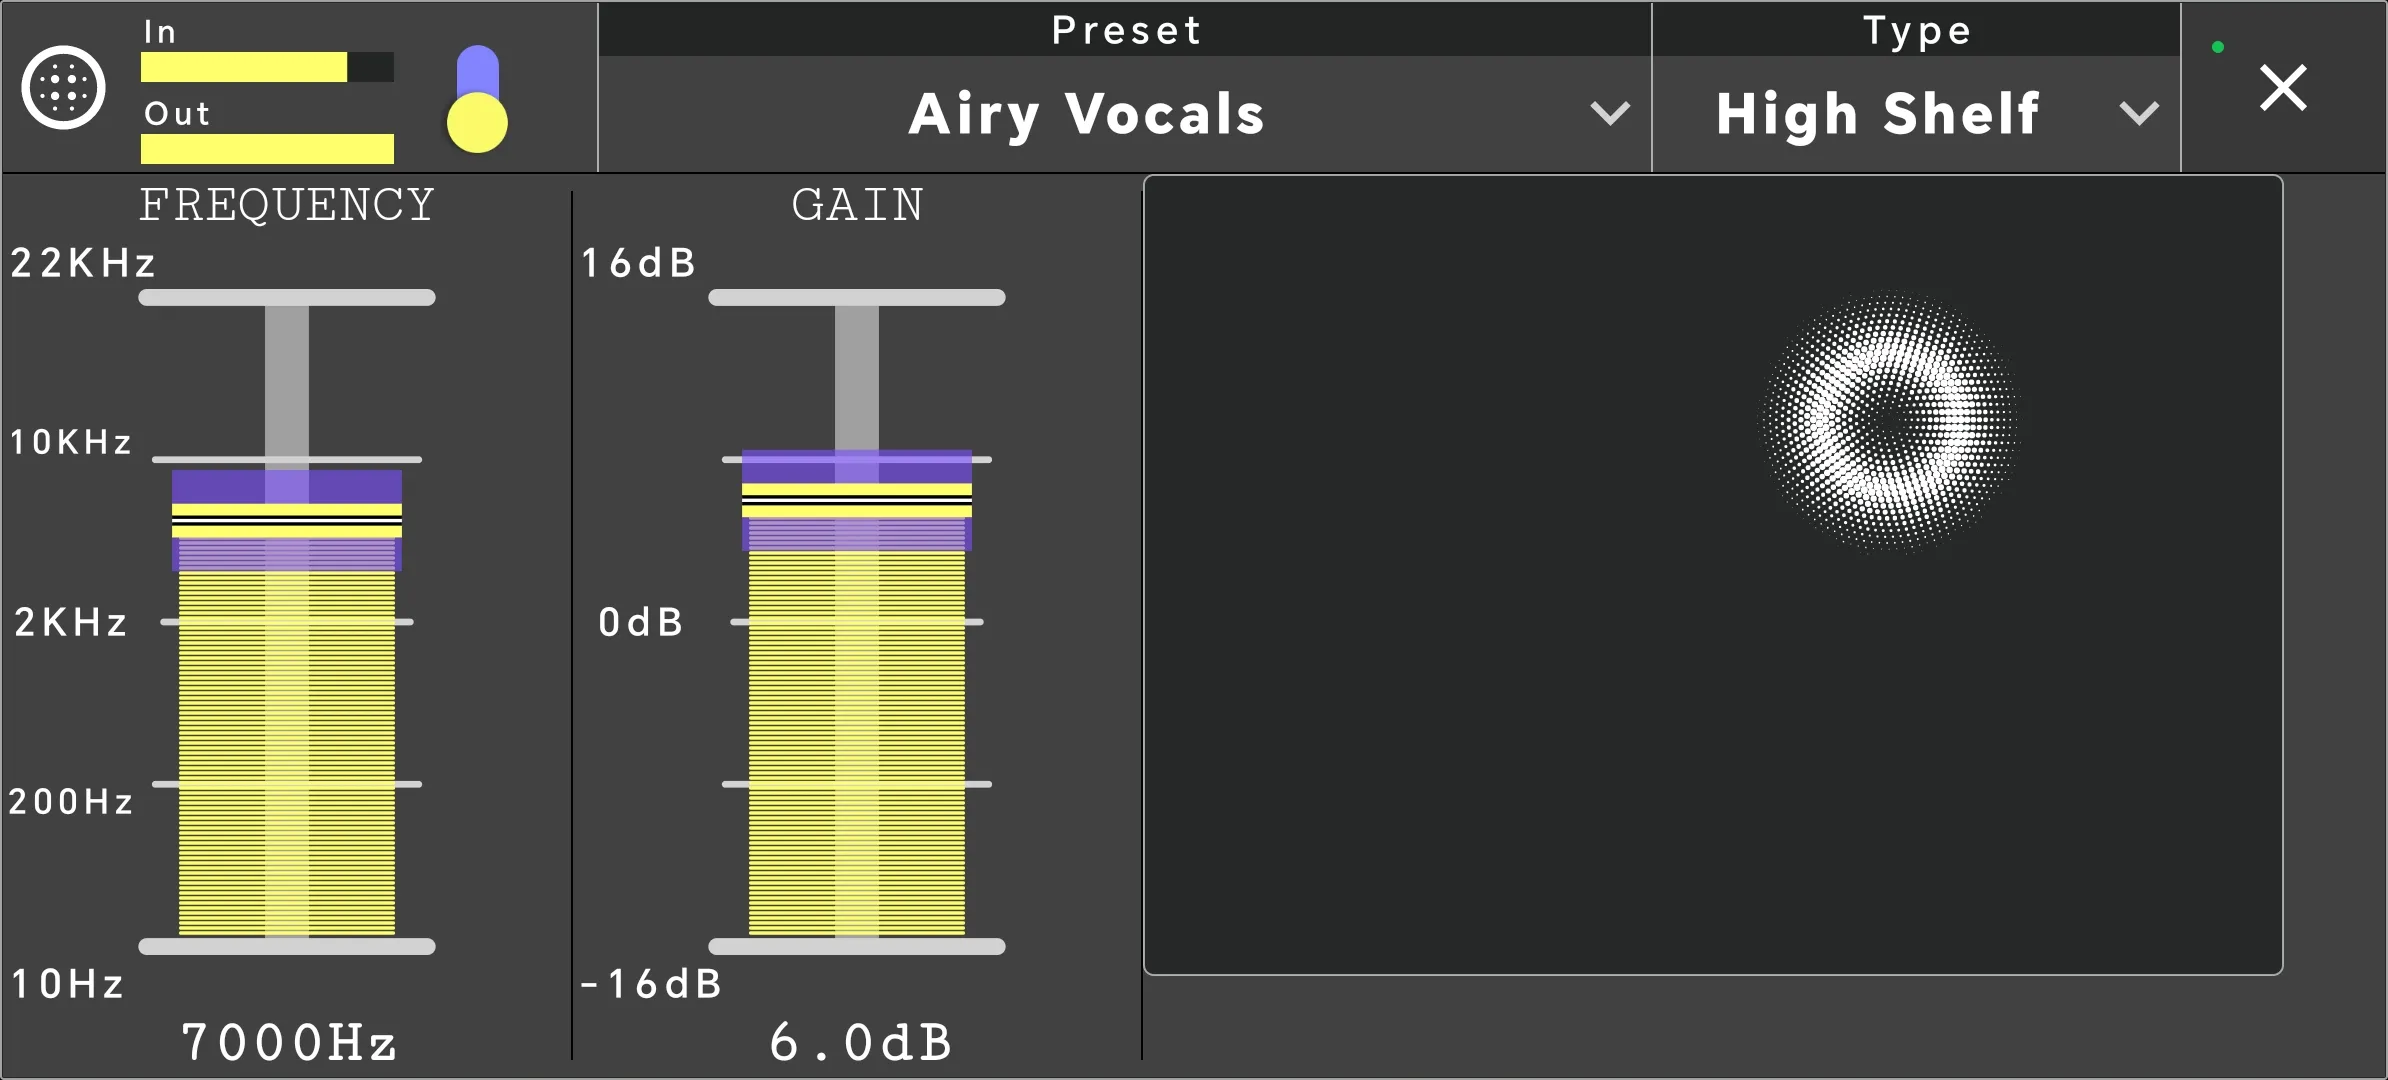 In
Out
Preset
Airy Vocals
Type
High Shelf
FREQUENCY
22KHz
10KHz
2KHz
200Hz
10Hz
7000Hz
GAIN
16dB
0dB
-16dB
6.0dB